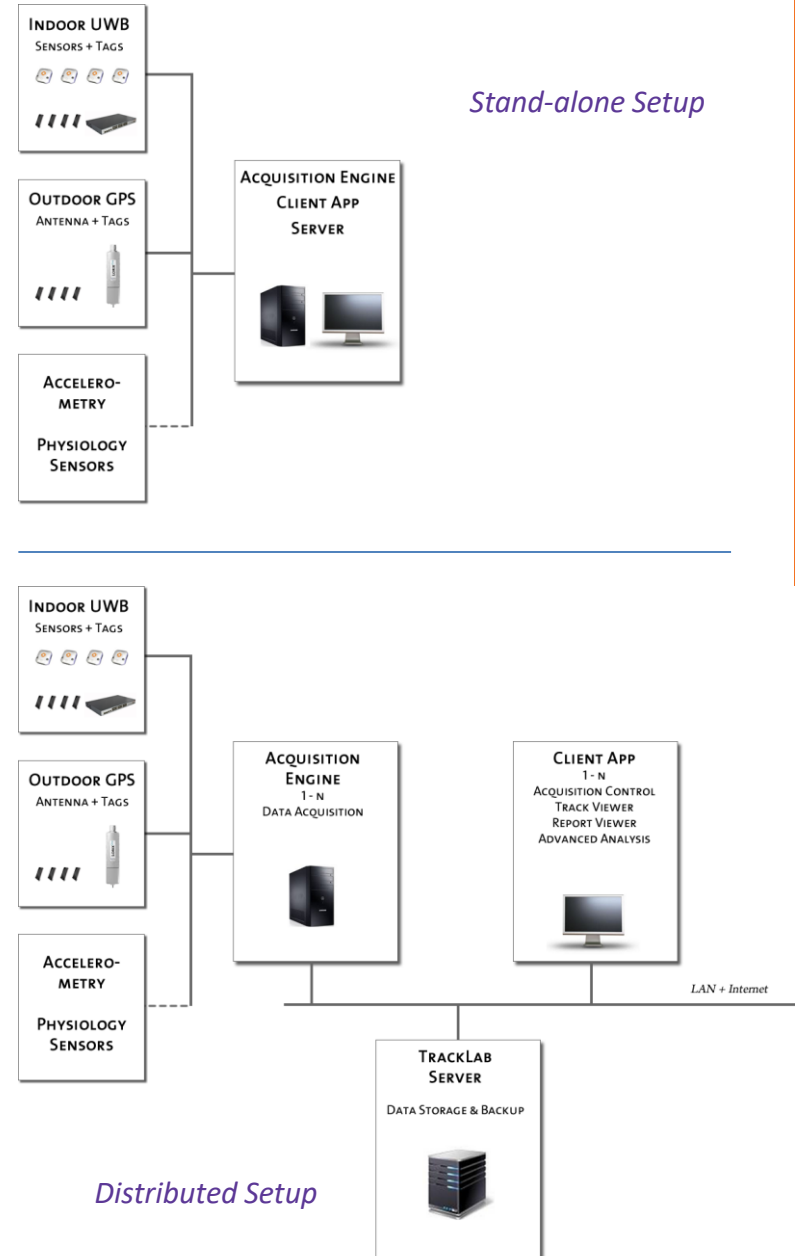 INDOOR UWB
SENSORS + TAGS
Stand-alone Setup
OUTDOOR GPS
ANTENNA + TAGS
ACQUISITION ENGINE
CLIENT APP
SERVER
ACCELERO-
METRY
PHYSIOLOGY
SENSORS
INDOOR UWB
SENSORS + TAGS
OUTDOOR GPS
ANTENNA + TAGS
ACQUISITION
ENGINE
1 - N
DATA ACQUISITION
CLIENT APP
1 - N
ACQUISITION CONTROL
TRACK VIEWER
REPORT VIEWER
ADVANCED ANALYSIS
ACCELERO-
METRY
PHYSIOLOGY
SENSORS
LAN + Internet
TRACKLAB
SERVER
DATA STORAGE & BACKUP
Distributed Setup